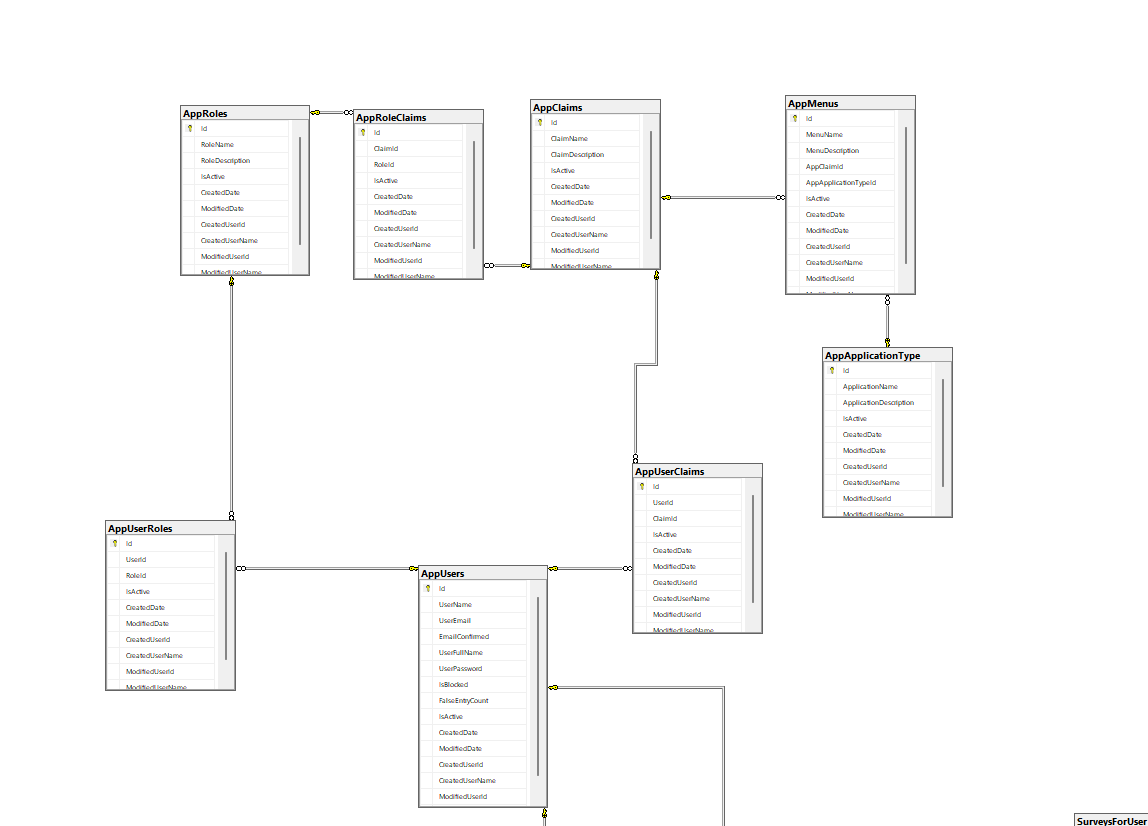 AppRoles
Id
RoleName
RoleDescription
IsActive
CreatedDate
ModifiedDate
CreatedUserId
CreatedUserName
ModifiedUserId
ModifiedUserName
AppRoleClaims
Id
ClaimId
RoleId
IsActive
CreatedDate
ModifiedDate
CreatedUserId
CreatedUserName
ModifiedUserId
ModifiedUserName
AppClaims
Id
ClaimName
ClaimDescription
IsActive
CreatedDate
ModifiedDate
CreatedUserId
CreatedUserName
ModifiedUserId
ModifiedUserName
AppMenus
Id
MenuName
MenuDescription
AppClaimId
AppApplicationTypeId
IsActive
CreatedDate
ModifiedDate
CreatedUserId
CreatedUserName
ModifiedUserId
AppApplicationType
Id
ApplicationName
ApplicationDescription
IsActive
CreatedDate
ModifiedDate
CreatedUserId
CreatedUserName
ModifiedUserId
ModifiedUserName
AppUserClaims
Id
UserId
ClaimId
IsActive
CreatedDate
ModifiedDate
CreatedUserId
CreatedUserName
ModifiedUserId
ModifiedUserName
AppUserRoles
Id
UserId
RoleId
IsActive
CreatedDate
ModifiedDate
CreatedUserId
CreatedUserName
ModifiedUserId
ModifiedUserName
AppUsers
Id
UserName
UserEmail
EmailConfirmed
UserFullName
UserPassword
IsBlocked
FalseEntryCount
IsActive
CreatedDate
ModifiedDate
CreatedUserId
CreatedUserName
ModifiedUserId
SurveysForUser